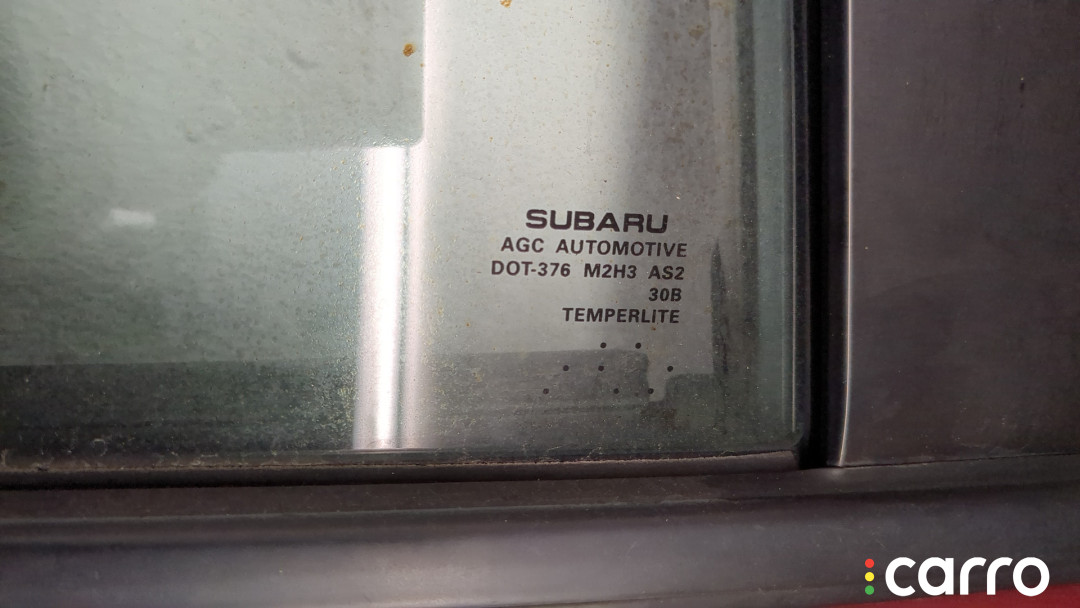 SUBARU
AGC AUTOMOTIVE
DOT-376 M2H3 AS2
30B
TEMPERLITE
carro